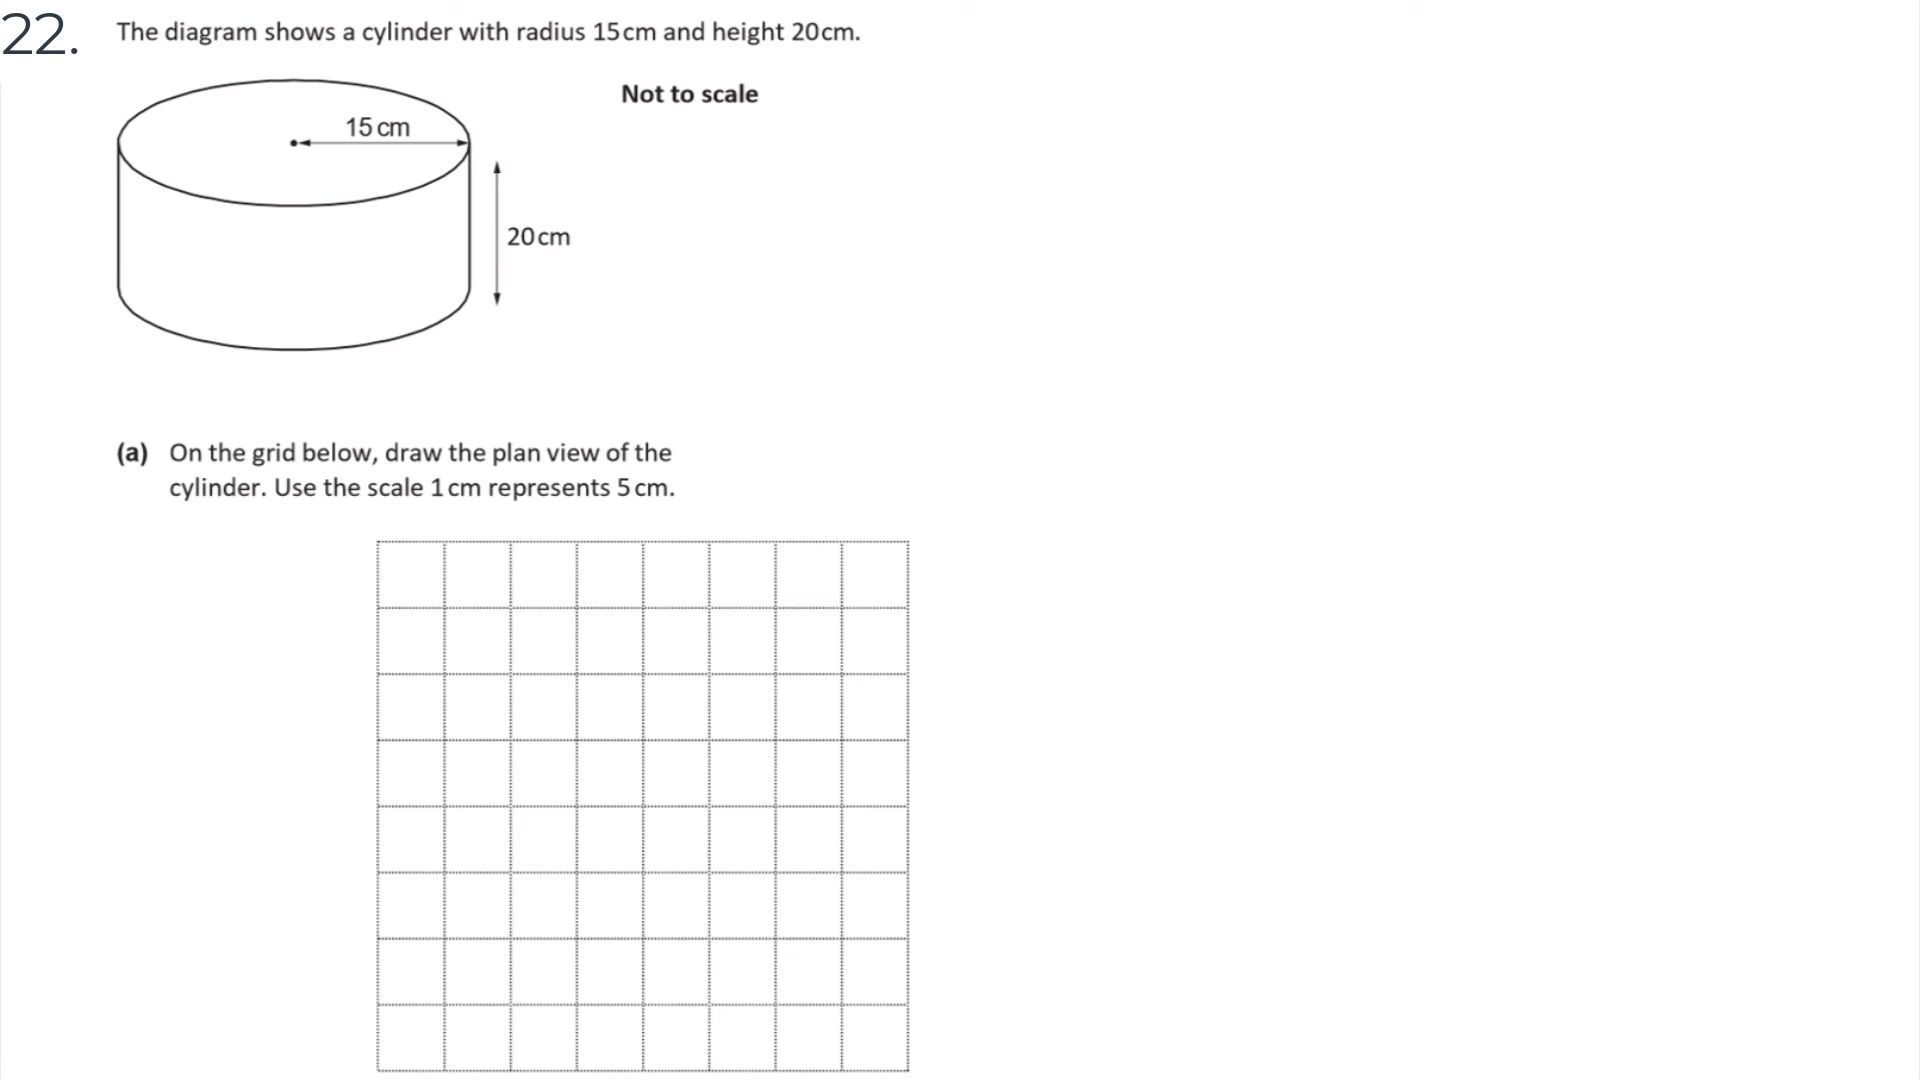 22. The diagram shows a cylinder with radius 15 cm and height 20 cm.
Not to scale
15 cm
20 cm
(a) On the grid below, draw the plan view of the
cylinder. Use the scale 1 cm represents 5 cm.